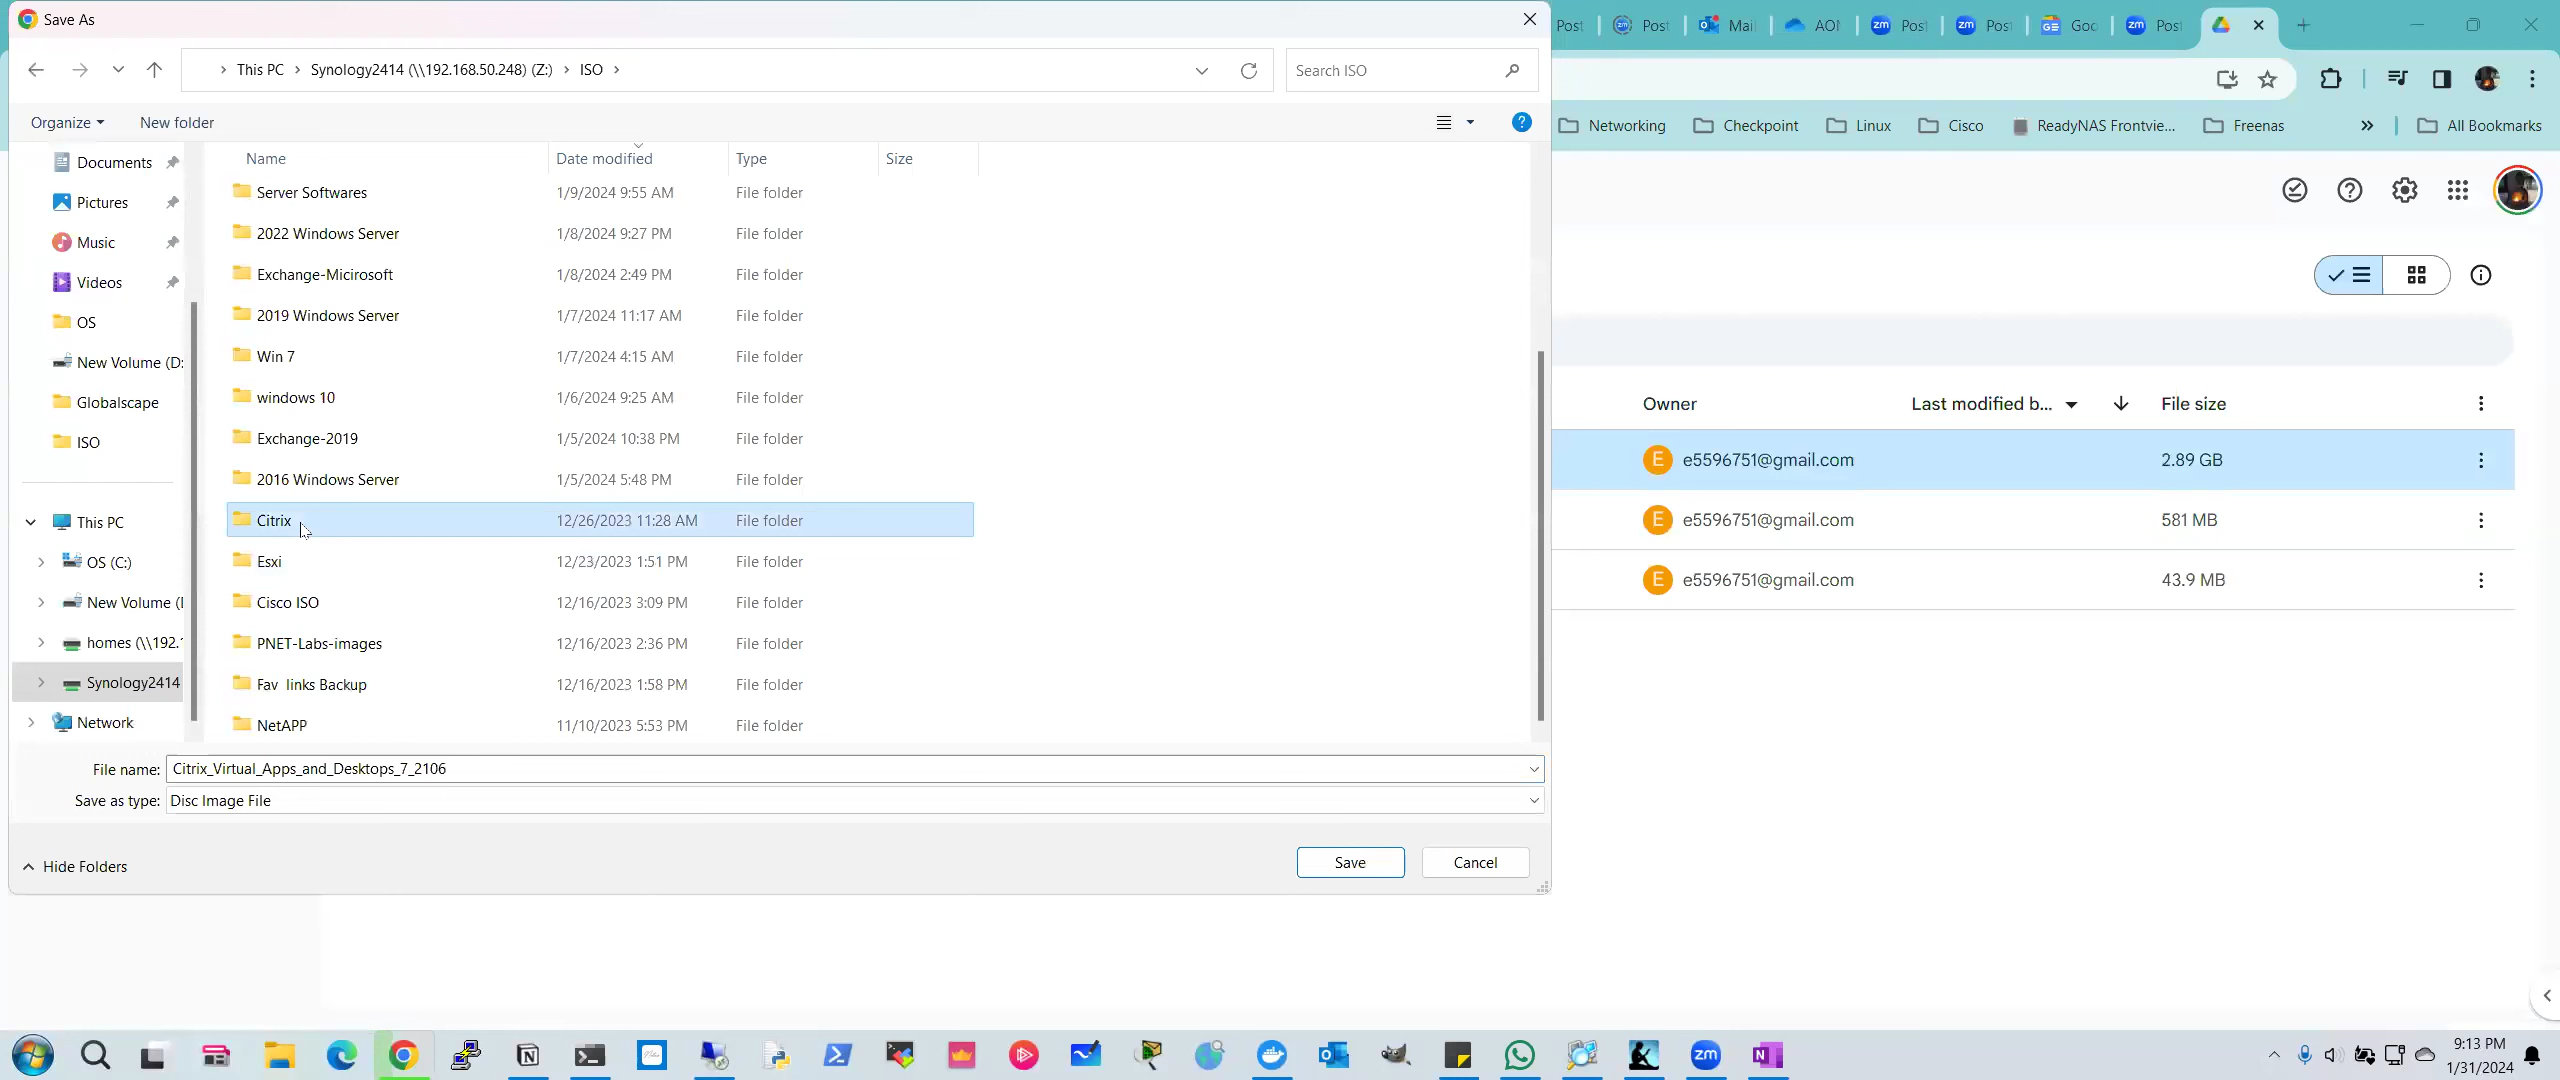 Save As
Post
Post
Mail
AON
Post
Post
Goo
Post
This PC
Synology2414 (\\192.168.50.248) (Z:)
ISO
Search ISO
Organize
New folder
Networking
Checkpoint
Linux
Cisco
ReadyNAS Frontvie...
Freenas
All Bookmarks
Name
Date modified
Type
Size
Documents
Pictures
Music
Videos
OS
New Volume (D:
Globalscape
ISO
This PC
OS (C:)
New Volume (
homes (\\192.1
Synology2414
Network
Server Softwares 1/9/2024 9:55 AM File folder
2022 Windows Server 1/8/2024 9:27 PM File folder
Exchange-Micirosoft 1/8/2024 2:49 PM File folder
2019 Windows Server 1/7/2024 11:17 AM File folder
Win 7 1/7/2024 4:15 AM File folder
windows 10 1/6/2024 9:25 AM File folder
Exchange-2019 1/5/2024 10:38 PM File folder
2016 Windows Server 1/5/2024 5:48 PM File folder
Citrix 12/26/2023 11:28 AM File folder
Esxi 12/23/2023 1:51 PM File folder
Cisco ISO 12/16/2023 3:09 PM File folder
PNET-Labs-images 12/16/2023 2:36 PM File folder
Fav links Backup 12/16/2023 1:58 PM File folder
NetAPP 11/10/2023 5:53 PM File folder
File name: Citrix_Virtual_Apps_and_Desktops_7_2106
Save as type: Disc Image File
Hide Folders
Save
Cancel
Owner
Last modified b...
File size
E e5596751@gmail.com 2.89 GB
E e5596751@gmail.com 581 MB
E e5596751@gmail.com 43.9 MB
9:13 PM
1/31/2024